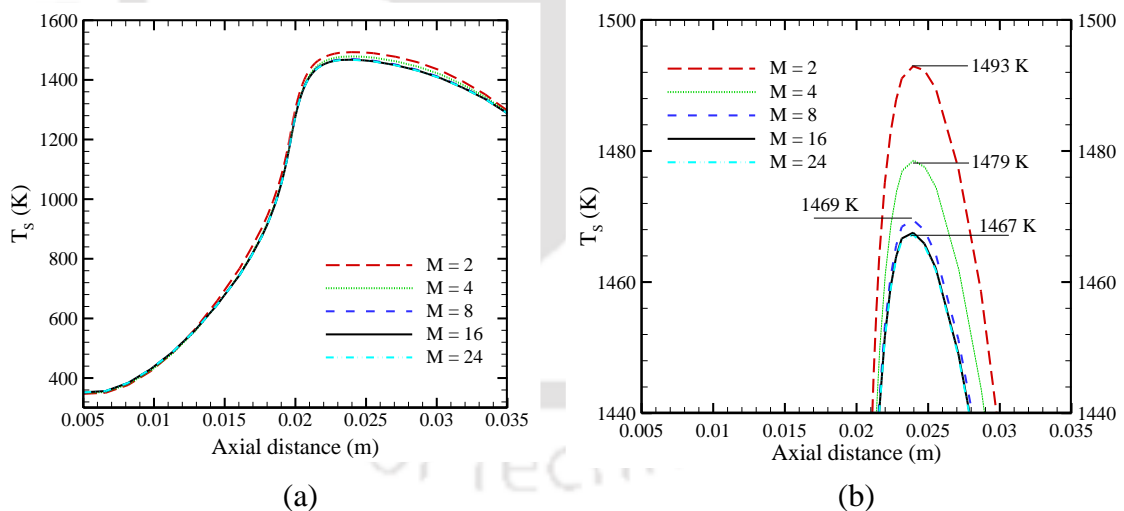 1600
1400
1200
1000
800
600
400
T_s (K)
M = 2
M = 4
M = 8
M = 16
M = 24
0.005 0.01 0.015 0.02 0.025 0.03 0.035
Axial distance (m)
(a)
1500 1500
1480 1480
1460 1460
1440 1440
T_s (K)
M = 2
M = 4
M = 8
M = 16
M = 24
1493 K
1479 K
1469 K
1467 K
0.005 0.01 0.015 0.02 0.025 0.03 0.035
Axial distance (m)
(b)
of Tech